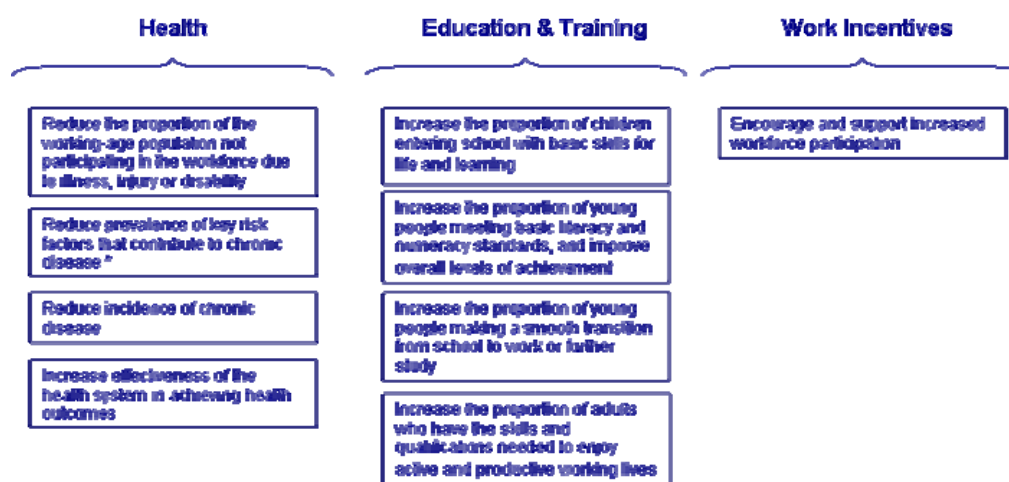 Health
Reduce the proportion of the
working-age population not
participating in the workforce due
to illness, injury or disability
Reduce prevalence of key risk
factors that contribute to chronic
disease *
Reduce incidence of chronic
disease
Increase effectiveness of the
health system in achieving health
outcomes
Education & Training
Increase the proportion of children
entering school with basic skills for
life and learning
Increase the proportion of young
people meeting basic literacy and
numeracy standards, and improve
overall levels of achievement
Increase the proportion of young
people making a smooth transition
from school to work or further
study
Increase the proportion of adults
who have the skills and
qualifications needed to enjoy
active and productive working lives
Work Incentives
Encourage and support increased
workforce participation